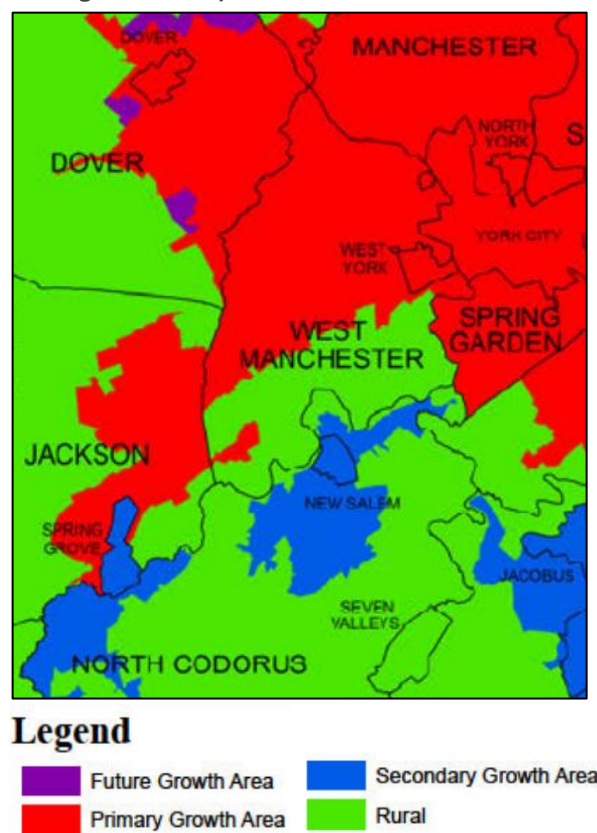 DOVER
MANCHESTER
NORTH
YORK
S
DOVER
YORK CITY
WEST
YORK
WEST
MANCHESTER
SPRING
GARDEN
JACKSON
NEW SALEM
SPRING
GROVE
JACOBUS
SEVEN
VALLEYS
NORTH CODORUS
Legend
Future Growth Area
Secondary Growth Area
Primary Growth Area
Rural